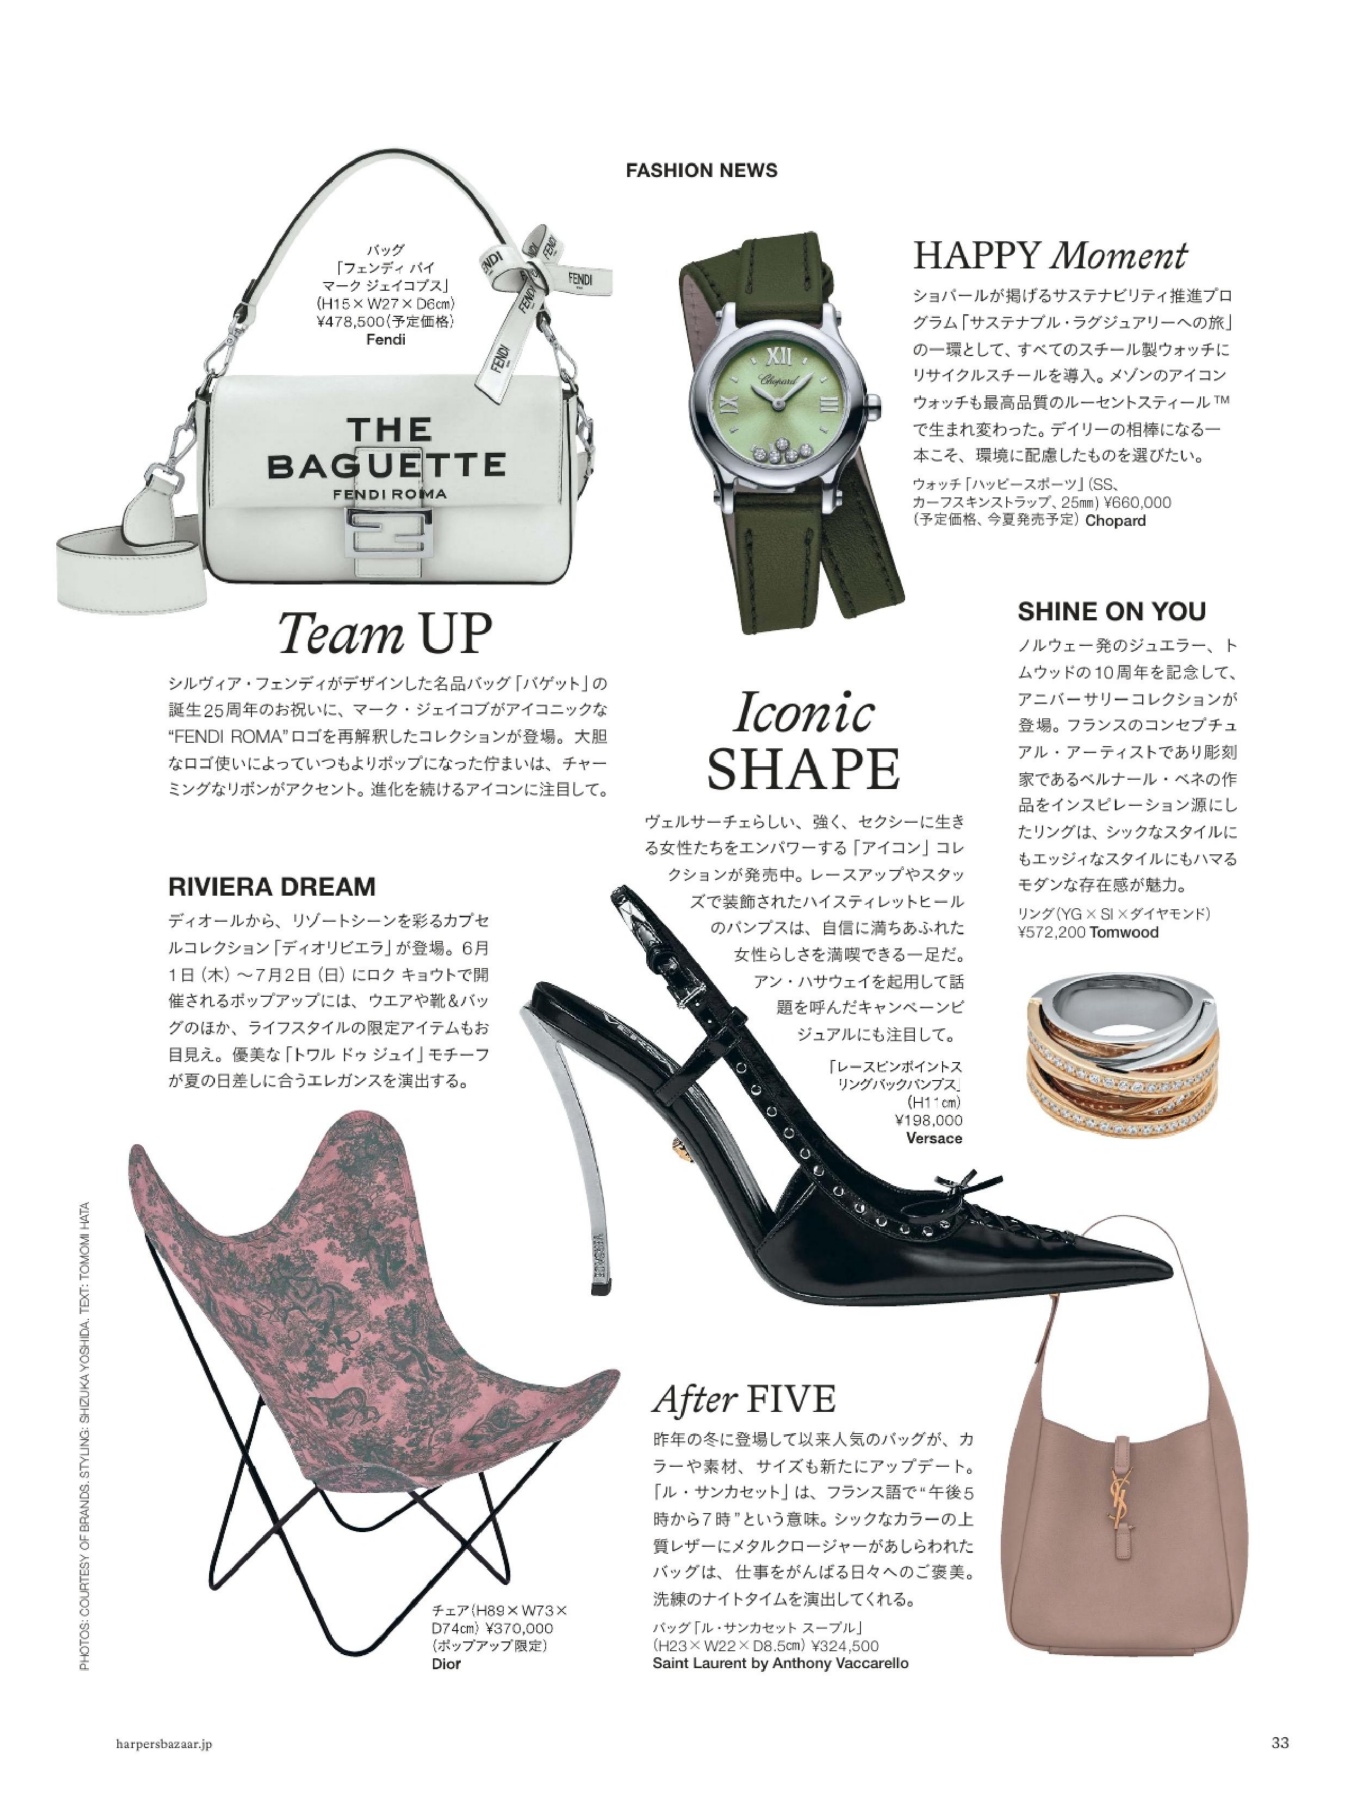 FASHION NEWS
バッグ
「フェンディ バイ
マーク ジェイコブス」
(H15×W27×D6cm)
¥478,500(予定価格)
Fendi
FENDI
FENDI
FENDI
FENDI
FENDI
THE
BAGUETTE
FENDI ROMA
Team UP
シルヴィア・フェンディがデザインした名品バッグ「バゲット」の
誕生25周年のお祝いに、マーク・ジェイコブがアイコニックな
“FENDI ROMA”ロゴを再解釈したコレクションが登場。大胆
なロゴ使いによっていつもよりポップになった佇まいは、チャー
ミングなリボンがアクセント。進化を続けるアイコンに注目して。
XII
Chopard
IX
III
HAPPY Moment
ショパールが掲げるサステナビリティ推進プロ
グラム「サステナブル・ラグジュアリーへの旅」
の一環として、すべてのスチール製ウォッチに
リサイクルスチールを導入。メゾンのアイコン
ウォッチも最高品質のルーセントスティール™
で生まれ変わった。デイリーの相棒になる一
本こそ、環境に配慮したものを選びたい。
ウォッチ「ハッピースポーツ」(SS、
カーフスキンストラップ、25㎜) ¥660,000
(予定価格、今夏発売予定) Chopard
SHINE ON YOU
ノルウェー発のジュエラー、ト
ムウッドの10周年を記念して、
アニバーサリーコレクションが
登場。フランスのコンセプチュ
アル・アーティストであり彫刻
家であるベルナール・ベネの作
品をインスピレーション源にし
たリングは、シックなスタイルに
もエッジィなスタイルにもハマる
モダンな存在感が魅力。
リング(YG×SI×ダイヤモンド)
¥572,200 Tomwood
Iconic
SHAPE
ヴェルサーチェらしい、強く、セクシーに生き
る女性たちをエンパワーする「アイコン」コレ
クションが発売中。レースアップやスタッ
ズで装飾されたハイスティレットヒール
のパンプスは、自信に満ちあふれた
女性らしさを満喫できる一足だ。
アン・ハサウェイを起用して話
題を呼んだキャンペーンビ
ジュアルにも注目して。
「レースピンポイントス
リングバックパンプス」
(H11cm)
¥198,000
Versace
VERSACE
RIVIERA DREAM
ディオールから、リゾートシーンを彩るカプセ
ルコレクション「ディオリビエラ」が登場。6月
1日(木)〜7月2日(日)にロク キョウトで開
催されるポップアップには、ウエアや靴&バッ
グのほか、ライフスタイルの限定アイテムもお
目見え。優美な「トワル ドゥ ジュイ」モチーフ
が夏の日差しに合うエレガンスを演出する。
チェア(H89×W73×
D74cm) ¥370,000
(ポップアップ限定)
Dior
After FIVE
昨年の冬に登場して以来人気のバッグが、カ
ラーや素材、サイズも新たにアップデート。
「ル・サンカセット」は、フランス語で“午後5
時から7時”という意味。シックなカラーの上
質レザーにメタルクロージャーがあしらわれた
バッグは、仕事をがんばる日々へのご褒美。
洗練のナイトタイムを演出してくれる。
バッグ「ル・サンカセット スープル」
(H23×W22×D8.5cm) ¥324,500
Saint Laurent by Anthony Vaccarello
YSL
PHOTOS: COURTESY OF BRANDS. STYLING: SHIZUKA YOSHIDA. TEXT: TOMOMI HATA
harpersbazaar.jp
33